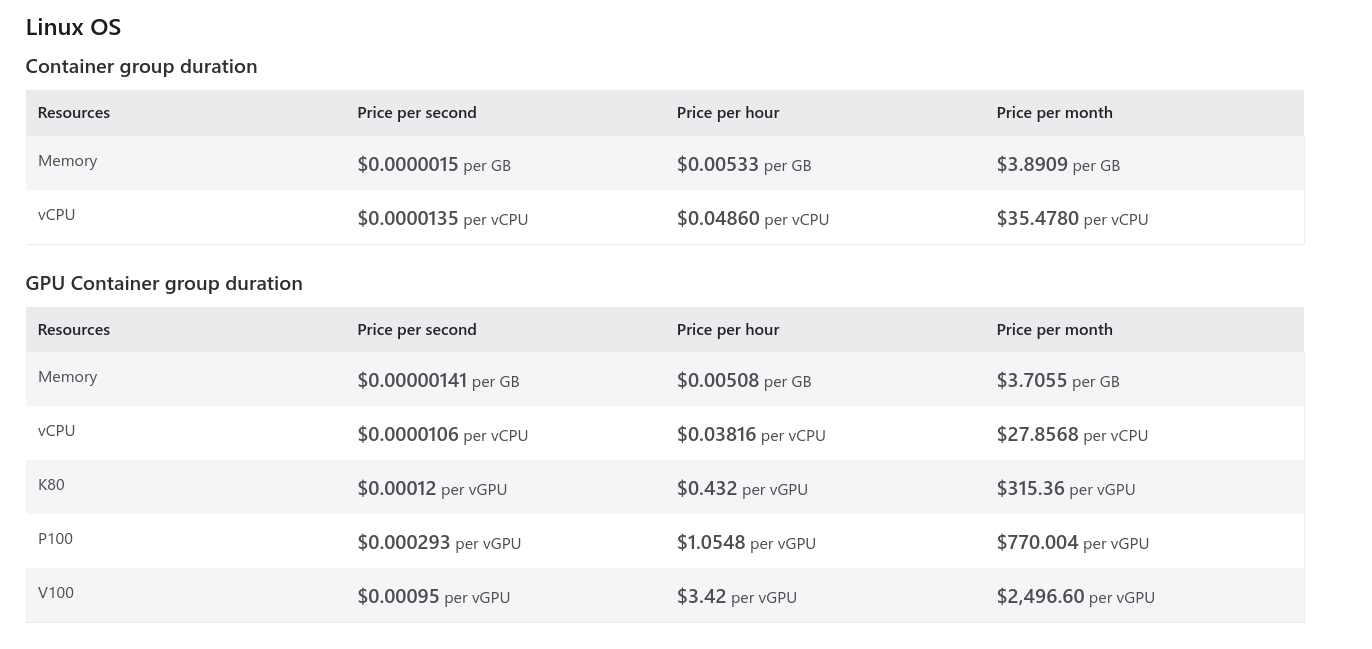 Linux OS
Container group duration
Resources Price per second Price per hour Price per month
Memory $0.0000015 per GB $0.00533 per GB $3.8909 per GB
vCPU $0.0000135 per vCPU $0.04860 per vCPU $35.4780 per vCPU
GPU Container group duration
Resources Price per second Price per hour Price per month
Memory $0.00000141 per GB $0.00508 per GB $3.7055 per GB
vCPU $0.0000106 per vCPU $0.03816 per vCPU $27.8568 per vCPU
K80 $0.00012 per vGPU $0.432 per vGPU $315.36 per vGPU
P100 $0.000293 per vGPU $1.0548 per vGPU $770.004 per vGPU
V100 $0.00095 per vGPU $3.42 per vGPU $2,496.60 per vGPU